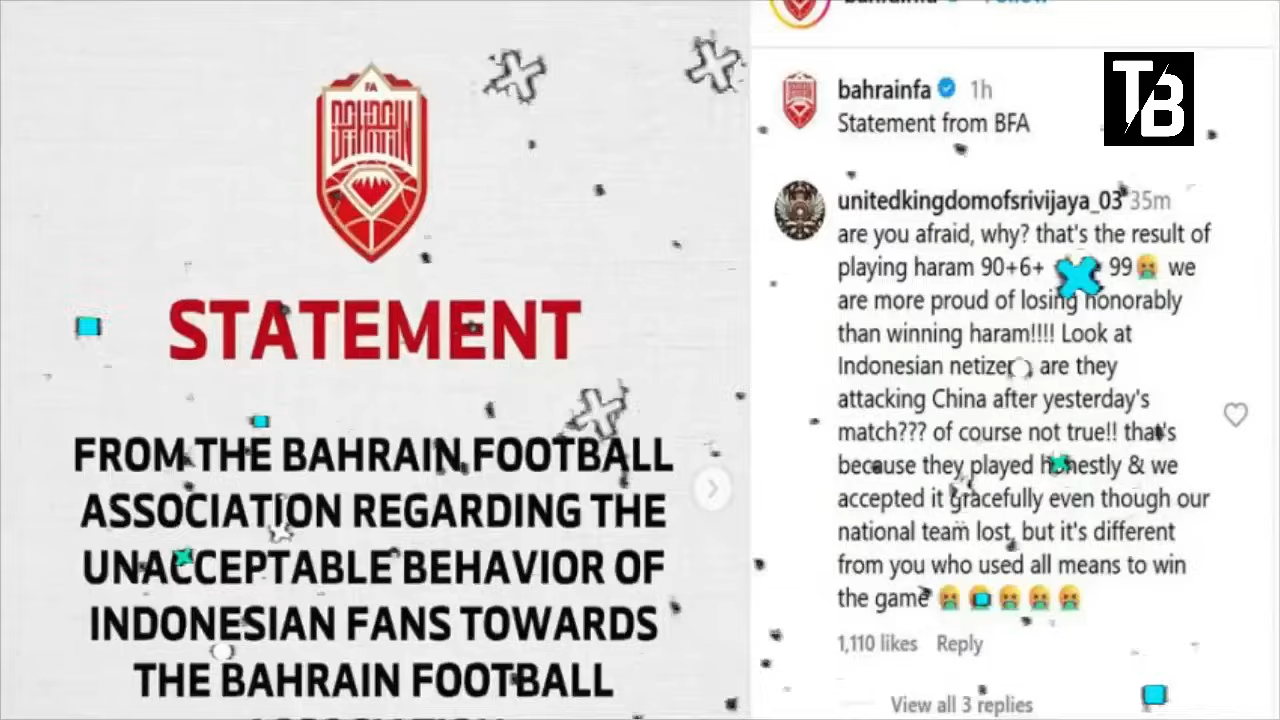 FA
BAHRAIN
STATEMENT
FROM THE BAHRAIN FOOTBALL
ASSOCIATION REGARDING THE
UNACCEPTABLE BEHAVIOR OF
INDONESIAN FANS TOWARDS
THE BAHRAIN FOOTBALL
TB
bahrainfa 1h
Statement from BFA
unitedkingdomofsrivijaya_03 35m
are you afraid, why? that's the result of
playing haram 90+6+ 99 we
are more proud of losing honorably
than winning haram!!!! Look at
Indonesian netizen, are they
attacking China after yesterday's
match??? of course not true!! that's
because they played honestly & we
accepted it gracefully even though our
national team lost, but it's different
from you who used all means to win
the game
1,110 likes Reply
View all 3 replies